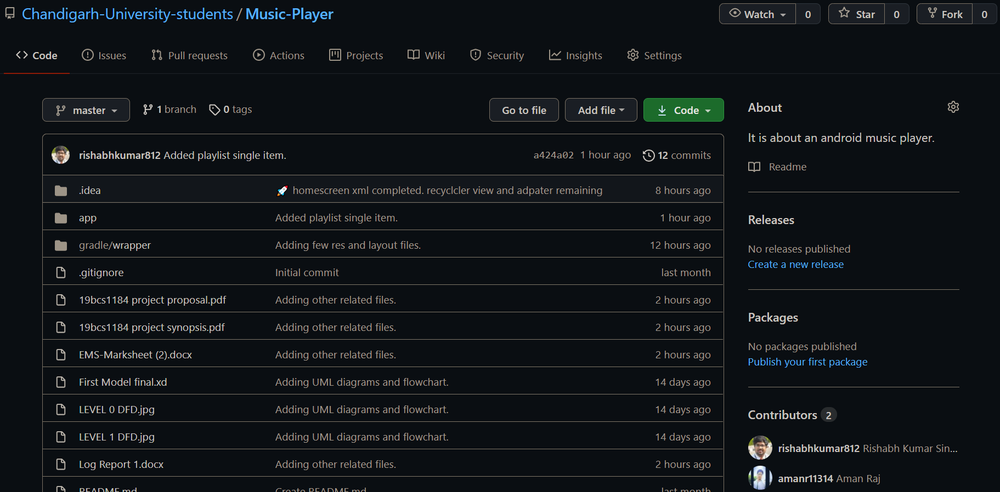 Chandigarh-University-students / Music-Player
Watch 0 Star 0 Fork 0
Code Issues Pull requests Actions Projects Wiki Security Insights Settings
master 1 branch 0 tags Go to file Add file Code
rishabhkumar812 Added playlist single item. a424a02 1 hour ago 12 commits
.idea 🚀 homescreen xml completed. recyclcler view and adpater remaining 8 hours ago
app Added playlist single item. 1 hour ago
gradle/wrapper Adding few res and layout files. 12 hours ago
.gitignore Initial commit last month
19bcs1184 project proposal.pdf Adding other related files. 2 hours ago
19bcs1184 project synopsis.pdf Adding other related files. 2 hours ago
EMS-Marksheet (2).docx Adding other related files. 2 hours ago
First Model final.xd Adding UML diagrams and flowchart. 14 days ago
LEVEL 0 DFD.jpg Adding UML diagrams and flowchart. 14 days ago
LEVEL 1 DFD.jpg Adding UML diagrams and flowchart. 14 days ago
Log Report 1.docx Adding other related files. 2 hours ago
README.md Create README.md last month
About
It is about an android music player.
Readme
Releases
No releases published
Create a new release
Packages
No packages published
Publish your first package
Contributors 2
rishabhkumar812 Rishabh Kumar Sin...
amanr11314 Aman Raj